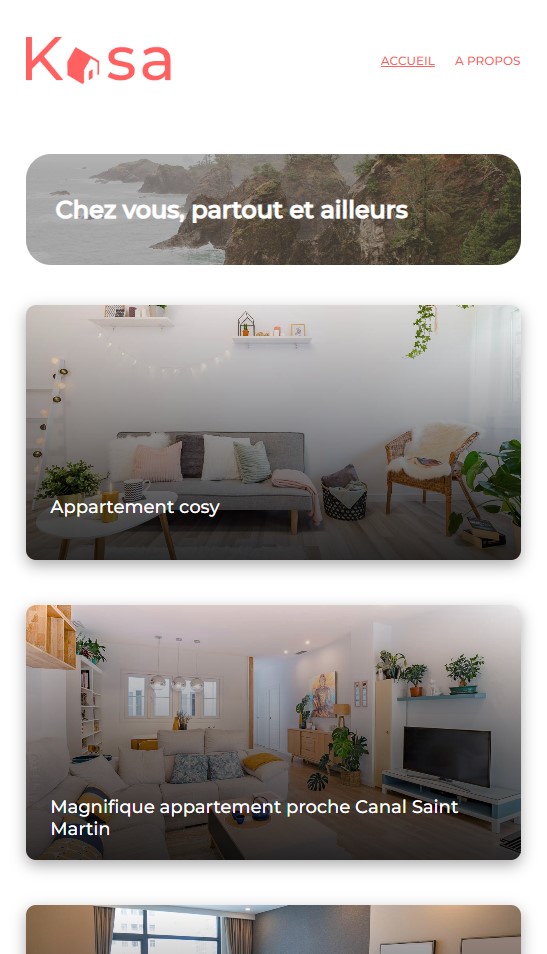 Kasa
ACCUEIL
A PROPOS
Chez vous, partout et ailleurs
Appartement cosy
Magnifique appartement proche Canal Saint
Martin